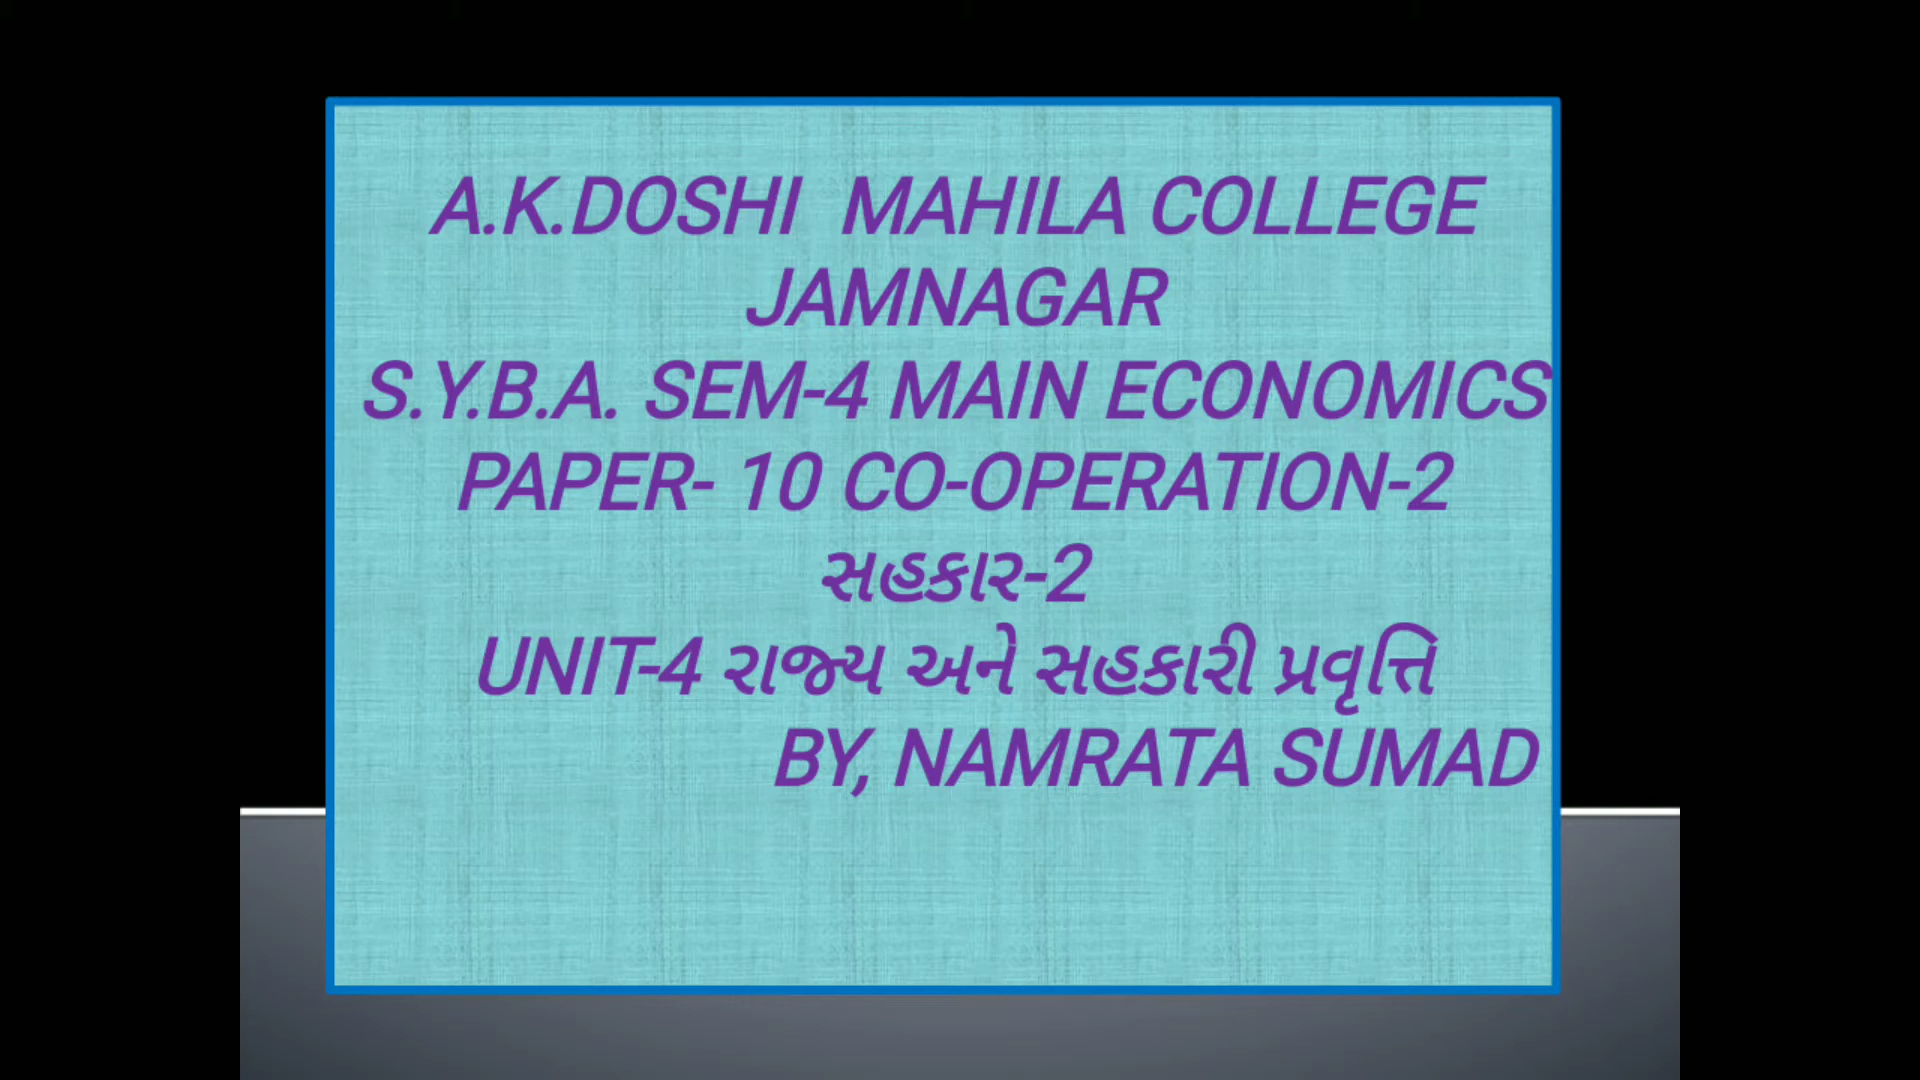 A.K.DOSHI MAHILA COLLEGE
JAMNAGAR
S.Y.B.A. SEM-4 MAIN ECONOMICS
PAPER- 10 CO-OPERATION-2
સહકાર-2
UNIT-4 રાજ્ય અને સહકારી પ્રવૃત્તિ
BY, NAMRATA SUMAD